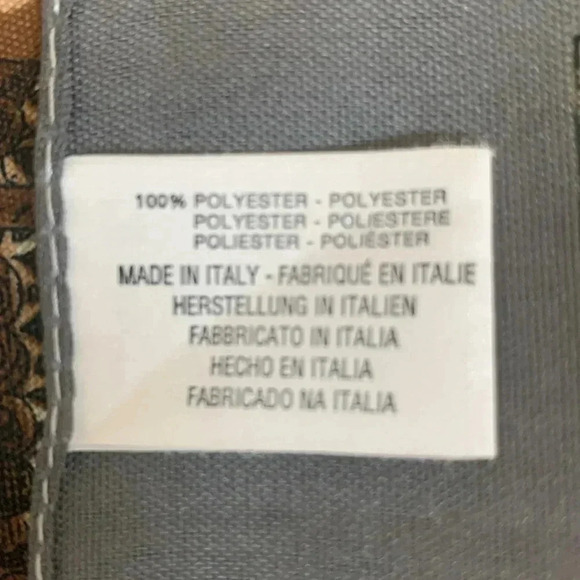 100% POLYESTER - POLYESTER
POLYESTER - POLIESTERE
POLIESTER - POLIÉSTER
MADE IN ITALY - FABRIQUÉ EN ITALIE
HERSTELLUNG IN ITALIEN
FABBRICATO IN ITALIA
HECHO EN ITALIA
FABRICADO NA ITALIA